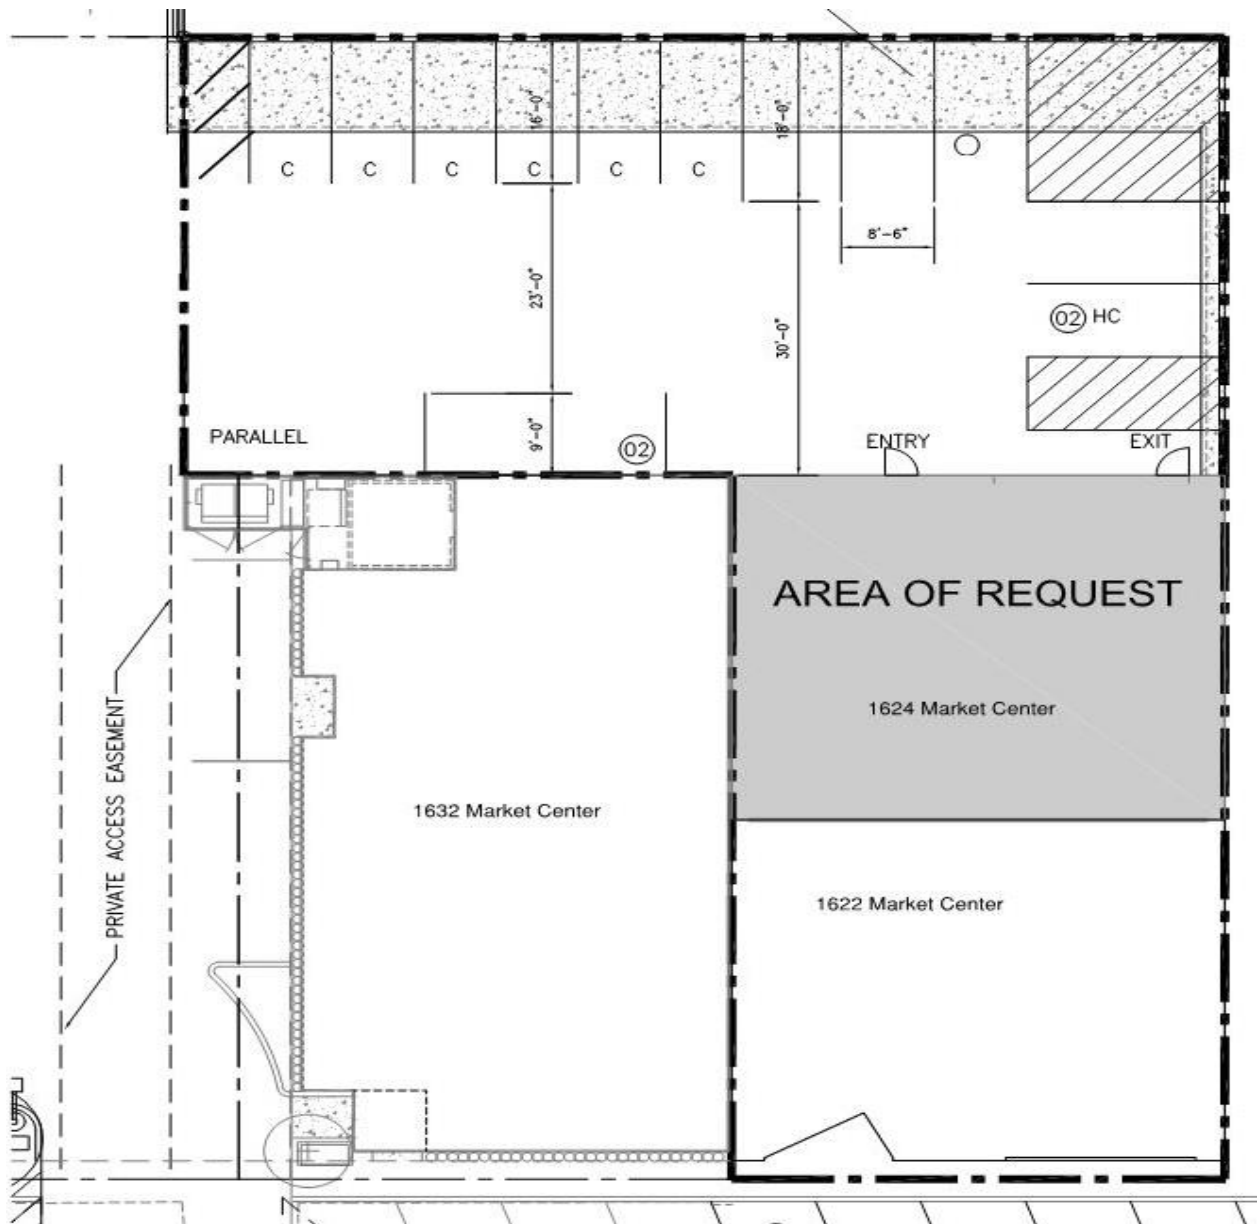 16'-0"
18'-0"
C
C
C
C
C
C
8'-6"
23'-0"
30'-0"
02 HC
9'-0"
PARALLEL
02
ENTRY
EXIT
AREA OF REQUEST
1624 Market Center
PRIVATE ACCESS EASEMENT
1632 Market Center
1622 Market Center